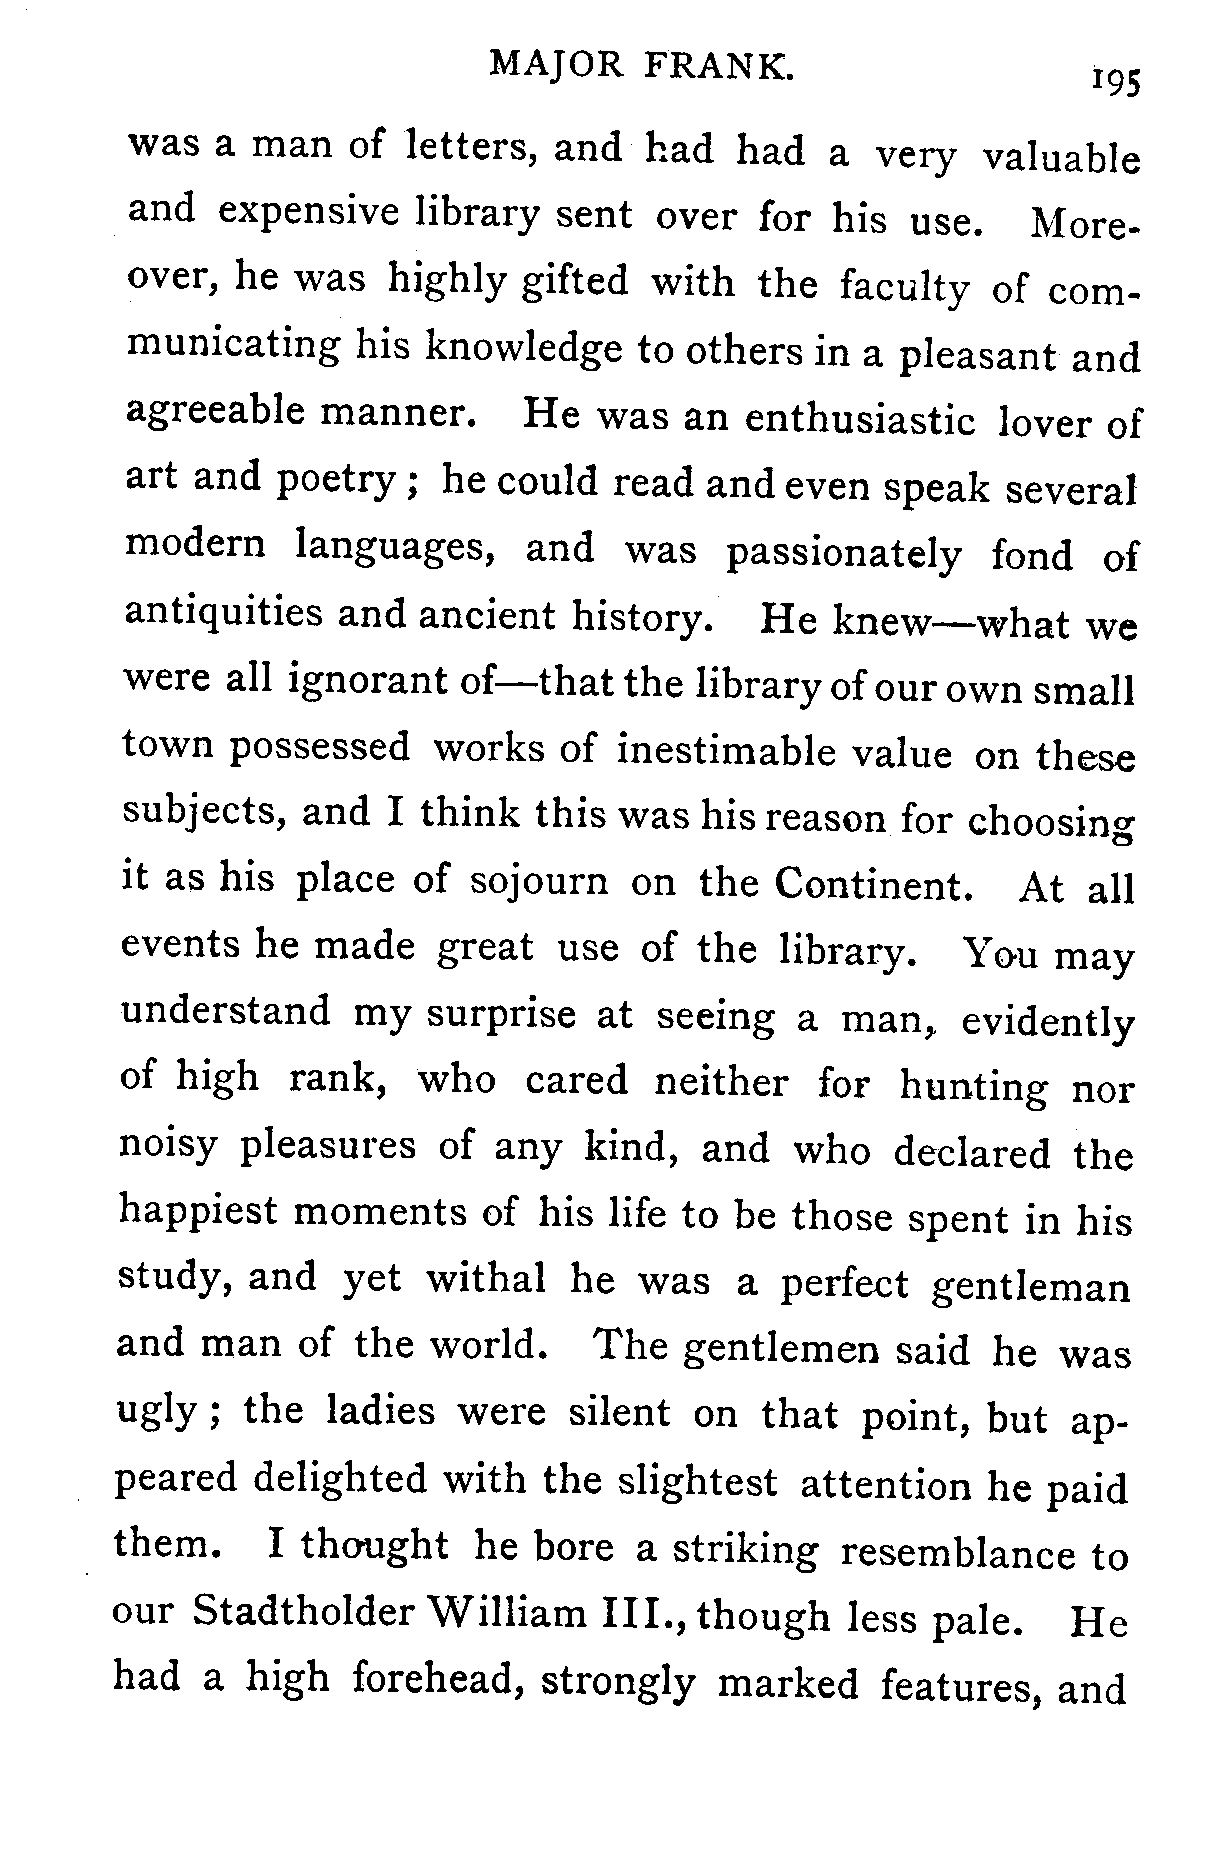 MAJOR FRANK. 195
was a man of letters, and had had a very valuable
and expensive library sent over for his use. More-
over, he was highly gifted with the faculty of com-
municating his knowledge to others in a pleasant and
agreeable manner. He was an enthusiastic lover of
art and poetry ; he could read and even speak several
modern languages, and was passionately fond of
antiquities and ancient history. He knew—what we
were all ignorant of—that the library of our own small
town possessed works of inestimable value on these
subjects, and I think this was his reason for choosing
it as his place of sojourn on the Continent. At all
events he made great use of the library. You may
understand my surprise at seeing a man, evidently
of high rank, who cared neither for hunting nor
noisy pleasures of any kind, and who declared the
happiest moments of his life to be those spent in his
study, and yet withal he was a perfect gentleman
and man of the world. The gentlemen said he was
ugly ; the ladies were silent on that point, but ap-
peared delighted with the slightest attention he paid
them. I thought he bore a striking resemblance to
our Stadtholder William III., though less pale. He
had a high forehead, strongly marked features, and